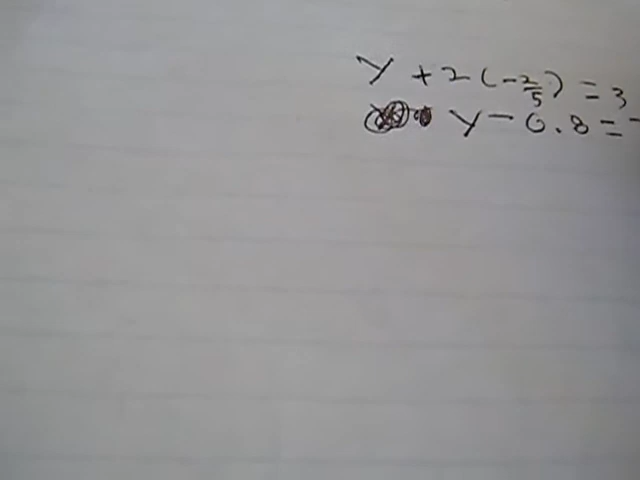 y + 2 (-2/5) = 3
y - 0.8 =